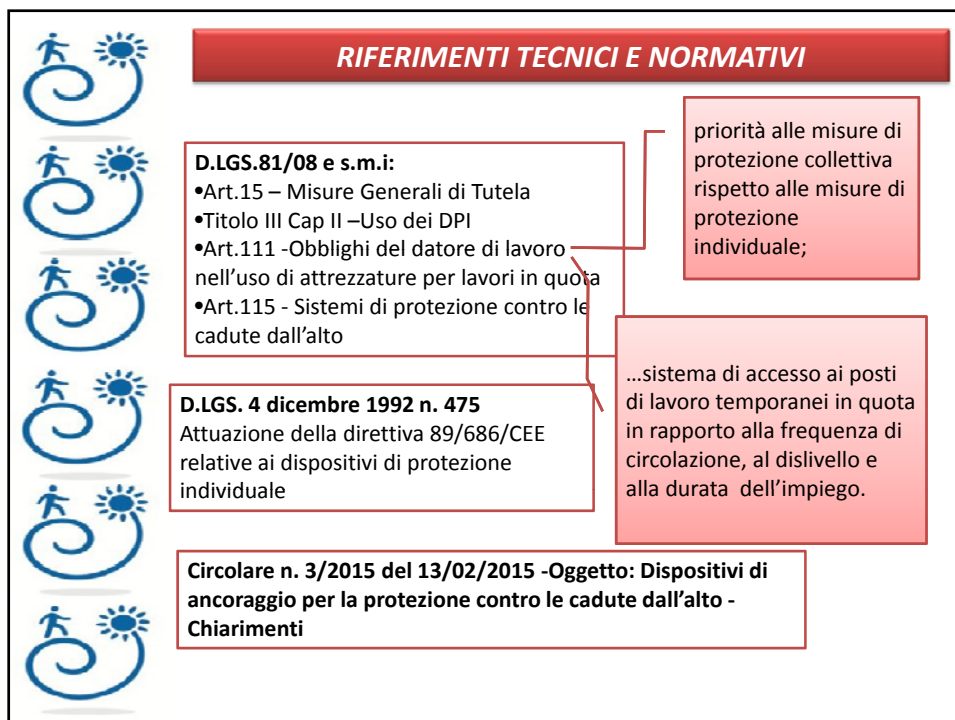 RIFERIMENTI TECNICI E NORMATIVI
D.LGS.81/08 e s.m.i:
•Art.15 – Misure Generali di Tutela
•Titolo III Cap II –Uso dei DPI
•Art.111 -Obblighi del datore di lavoro
nell'uso di attrezzature per lavori in quota
•Art.115 - Sistemi di protezione contro le
cadute dall'alto
priorità alle misure di
protezione collettiva
rispetto alle misure di
protezione
individuale;
…sistema di accesso ai posti
di lavoro temporanei in quota
in rapporto alla frequenza di
circolazione, al dislivello e
alla durata dell'impiego.
D.LGS. 4 dicembre 1992 n. 475
Attuazione della direttiva 89/686/CEE
relative ai dispositivi di protezione
individuale
Circolare n. 3/2015 del 13/02/2015 -Oggetto: Dispositivi di
ancoraggio per la protezione contro le cadute dall'alto -
Chiarimenti